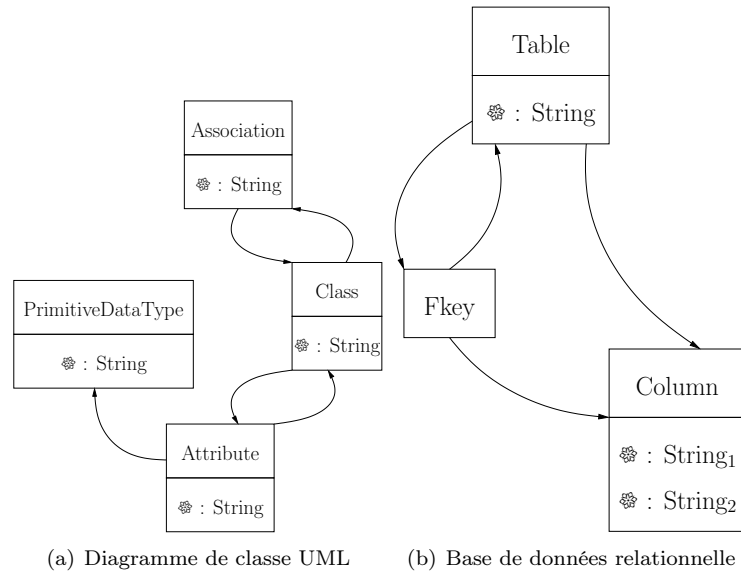 Association
❆ : String
Class
❆ : String
PrimitiveDataType
❆ : String
Attribute
❆ : String
(a) Diagramme de classe UML
Table
❆ : String
Fkey
Column
❆ : String₁
❆ : String₂
(b) Base de données relationnelle